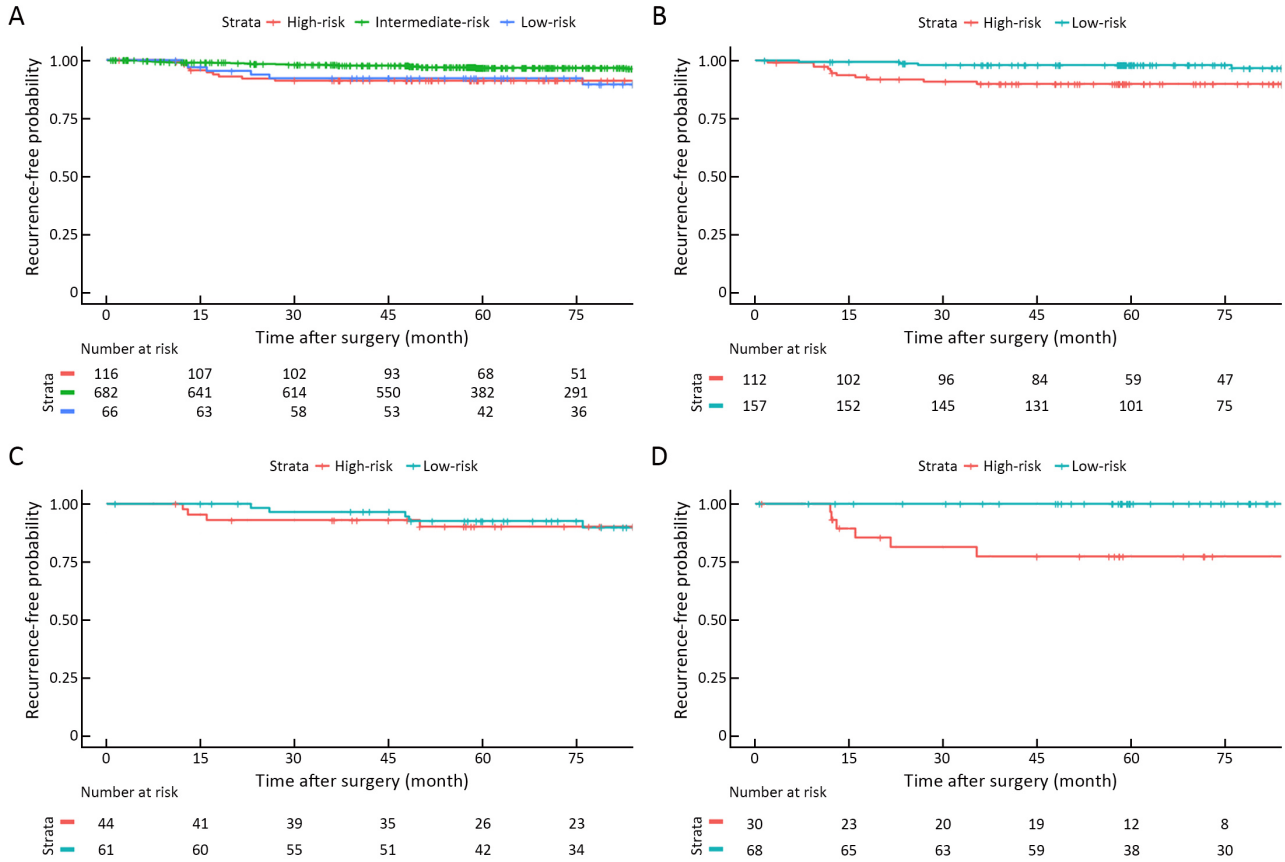 A
Strata High-risk Intermediate-risk Low-risk
Recurrence-free probability
1.00
0.75
0.50
0.25
0
0 15 30 45 60 75
Time after surgery (month)
Number at risk
Strata
116 107 102 93 68 51
682 641 614 550 382 291
66 63 58 53 42 36
B
Strata High-risk Low-risk
Recurrence-free probability
1.00
0.75
0.50
0.25
0
0 15 30 45 60 75
Time after surgery (month)
Number at risk
Strata
112 102 96 84 59 47
157 152 145 131 101 75
C
Strata High-risk Low-risk
Recurrence-free probability
1.00
0.75
0.50
0.25
0
0 15 30 45 60 75
Time after surgery (month)
Number at risk
Strata
44 41 39 35 26 23
61 60 55 51 42 34
D
Strata High-risk Low-risk
Recurrence-free probability
1.00
0.75
0.50
0.25
0
0 15 30 45 60 75
Time after surgery (month)
Number at risk
Strata
30 23 20 19 12 8
68 65 63 59 38 30